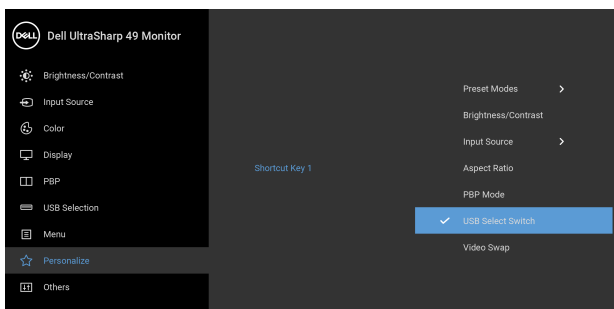 DELL Dell UltraSharp 49 Monitor
Brightness/Contrast
Input Source
Color
Display
PBP
USB Selection
Menu
Personalize
Others
Shortcut Key 1
Preset Modes
Brightness/Contrast
Input Source
Aspect Ratio
PBP Mode
USB Select Switch
Video Swap